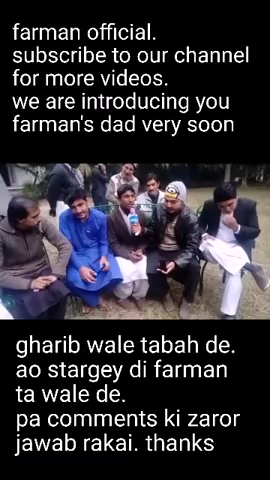 farman official.
subscribe to our channel
for more videos.
we are introducing you
farman's dad very soon
gharib wale tabah de.
ao stargey di farman
ta wale de.
pa comments ki zaror
jawab rakai. thanks